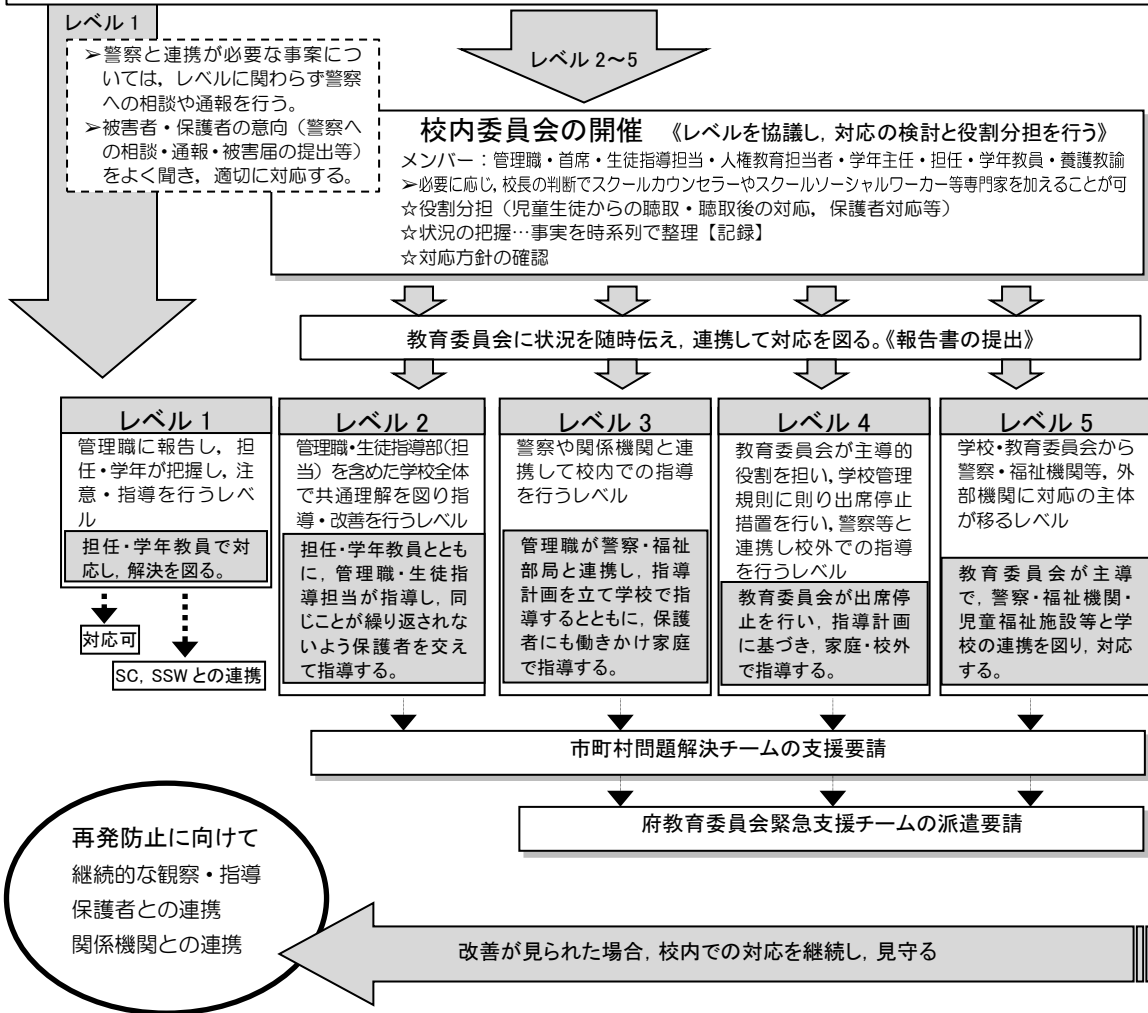 レベル 1
➢警察と連携が必要な事案につ
いては，レベルに関わらず警察
への相談や通報を行う。
➢被害者・保護者の意向（警察へ
の相談・通報・被害届の提出等）
をよく聞き，適切に対応する。
レベル 2～5
校内委員会の開催 《レベルを協議し，対応の検討と役割分担を行う》
メンバー：管理職・首席・生徒指導担当・人権教育担当者・学年主任・担任・学年教員・養護教諭
➢必要に応じ，校長の判断でスクールカウンセラーやスクールソーシャルワーカー等専門家を加えることが可
☆役割分担（児童生徒からの聴取・聴取後の対応，保護者対応等）
☆状況の把握…事実を時系列で整理【記録】
☆対応方針の確認
教育委員会に状況を随時伝え，連携して対応を図る。《報告書の提出》
レベル 1
管理職に報告し，担
任・学年が把握し，注
意・指導を行うレベ
ル
担任・学年教員で対
応し，解決を図る。
対応可
SC，SSW との連携
レベル 2
管理職・生徒指導部（担
当）を含めた学校全体
で共通理解を図り指
導・改善を行うレベル
担任・学年教員ととも
に，管理職・生徒指
導担当が指導し，同
じことが繰り返されな
いよう保護者を交え
て指導する。
レベル 3
警察や関係機関と連
携して校内での指導
を行うレベル
管理職が警察・福祉
部局と連携し，指導
計画を立て学校で指
導するとともに，保護
者にも働きかけ家庭
で指導する。
レベル 4
教育委員会が主導的
役割を担い，学校管理
規則に則り出席停止
措置を行い，警察等と
連携し校外での指導
を行うレベル
教育委員会が出席停
止を行い，指導計画
に基づき，家庭・校外
で指導する。
レベル 5
学校・教育委員会から
警察・福祉機関等，外
部機関に対応の主体
が移るレベル
教育委員会が主導
で，警察・福祉機関・
児童福祉施設等と学
校の連携を図り，対応
する。
市町村問題解決チームの支援要請
府教育委員会緊急支援チームの派遣要請
再発防止に向けて
継続的な観察・指導
保護者との連携
関係機関との連携
改善が見られた場合，校内での対応を継続し，見守る